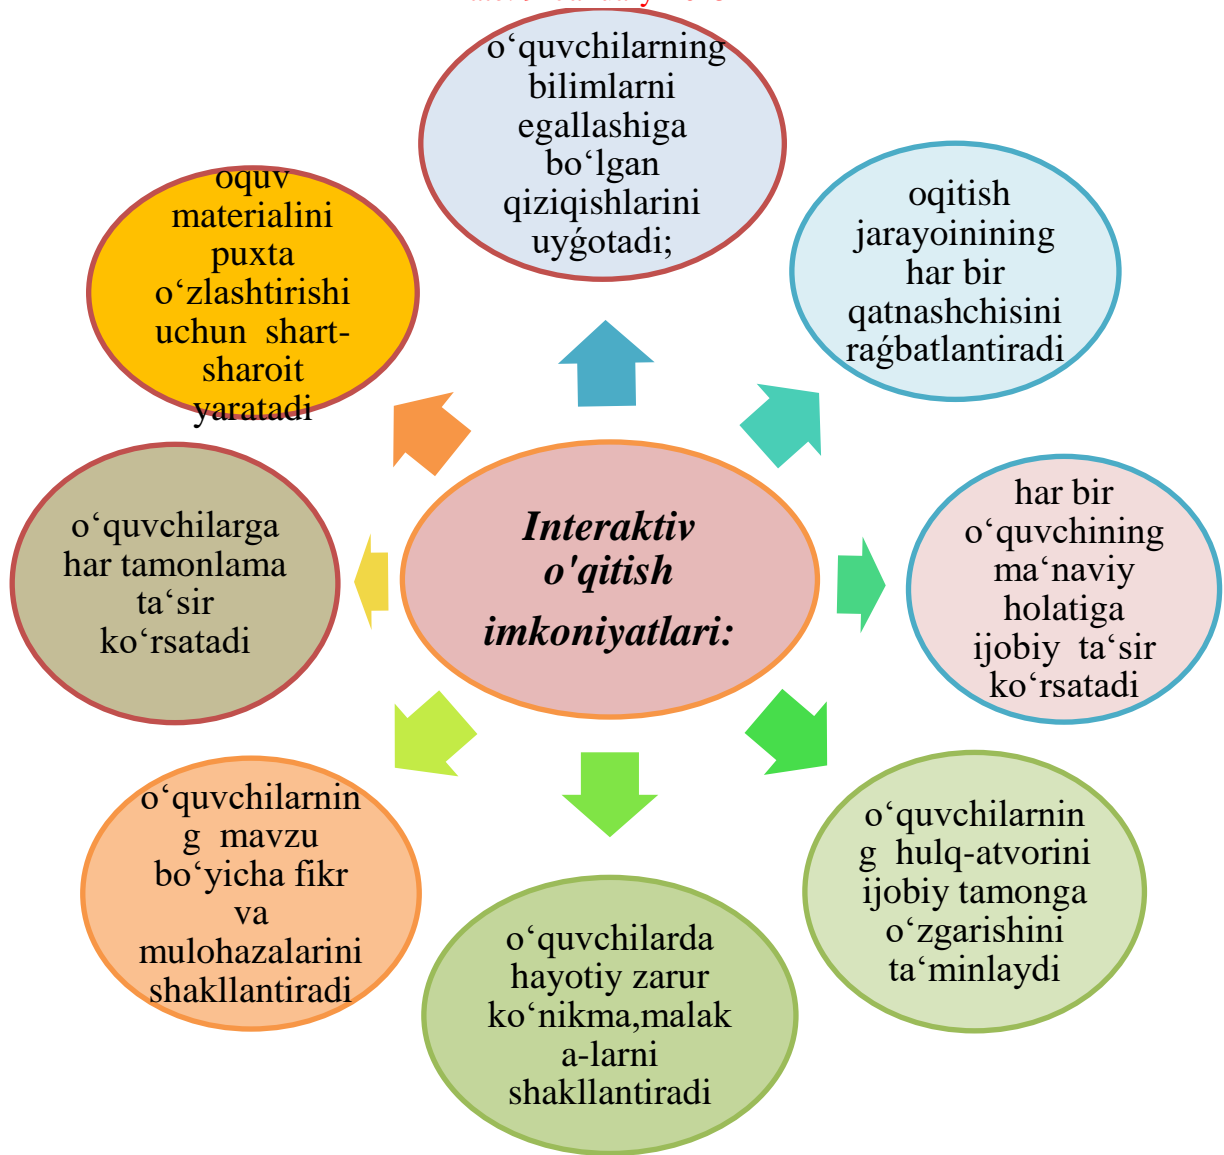 o‘quvchilarning
bilimlarni
egallashiga
bo‘lgan
qiziqishlarini
uyǵotadi;
oqitish
jarayoinining
har bir
qatnashchisini
raǵbatlantiradi
har bir
o‘quvchining
ma‘naviy
holatiga
ijobiy ta‘sir
ko‘rsatadi
o‘quvchilarnin
g hulq-atvorini
ijobiy tamonga
o‘zgarishini
ta‘minlaydi
o‘quvchilarda
hayotiy zarur
ko‘nikma,malak
a-larni
shakllantiradi
o‘quvchilarnin
g mavzu
bo‘yicha fikr
va
mulohazalarini
shakllantiradi
o‘quvchilarga
har tamonlama
ta‘sir
ko‘rsatadi
oquv
materialini
puxta
o‘zlashtirishi
uchun shart-
sharoit
yaratadi
Interaktiv
o'qitish
imkoniyatlari: